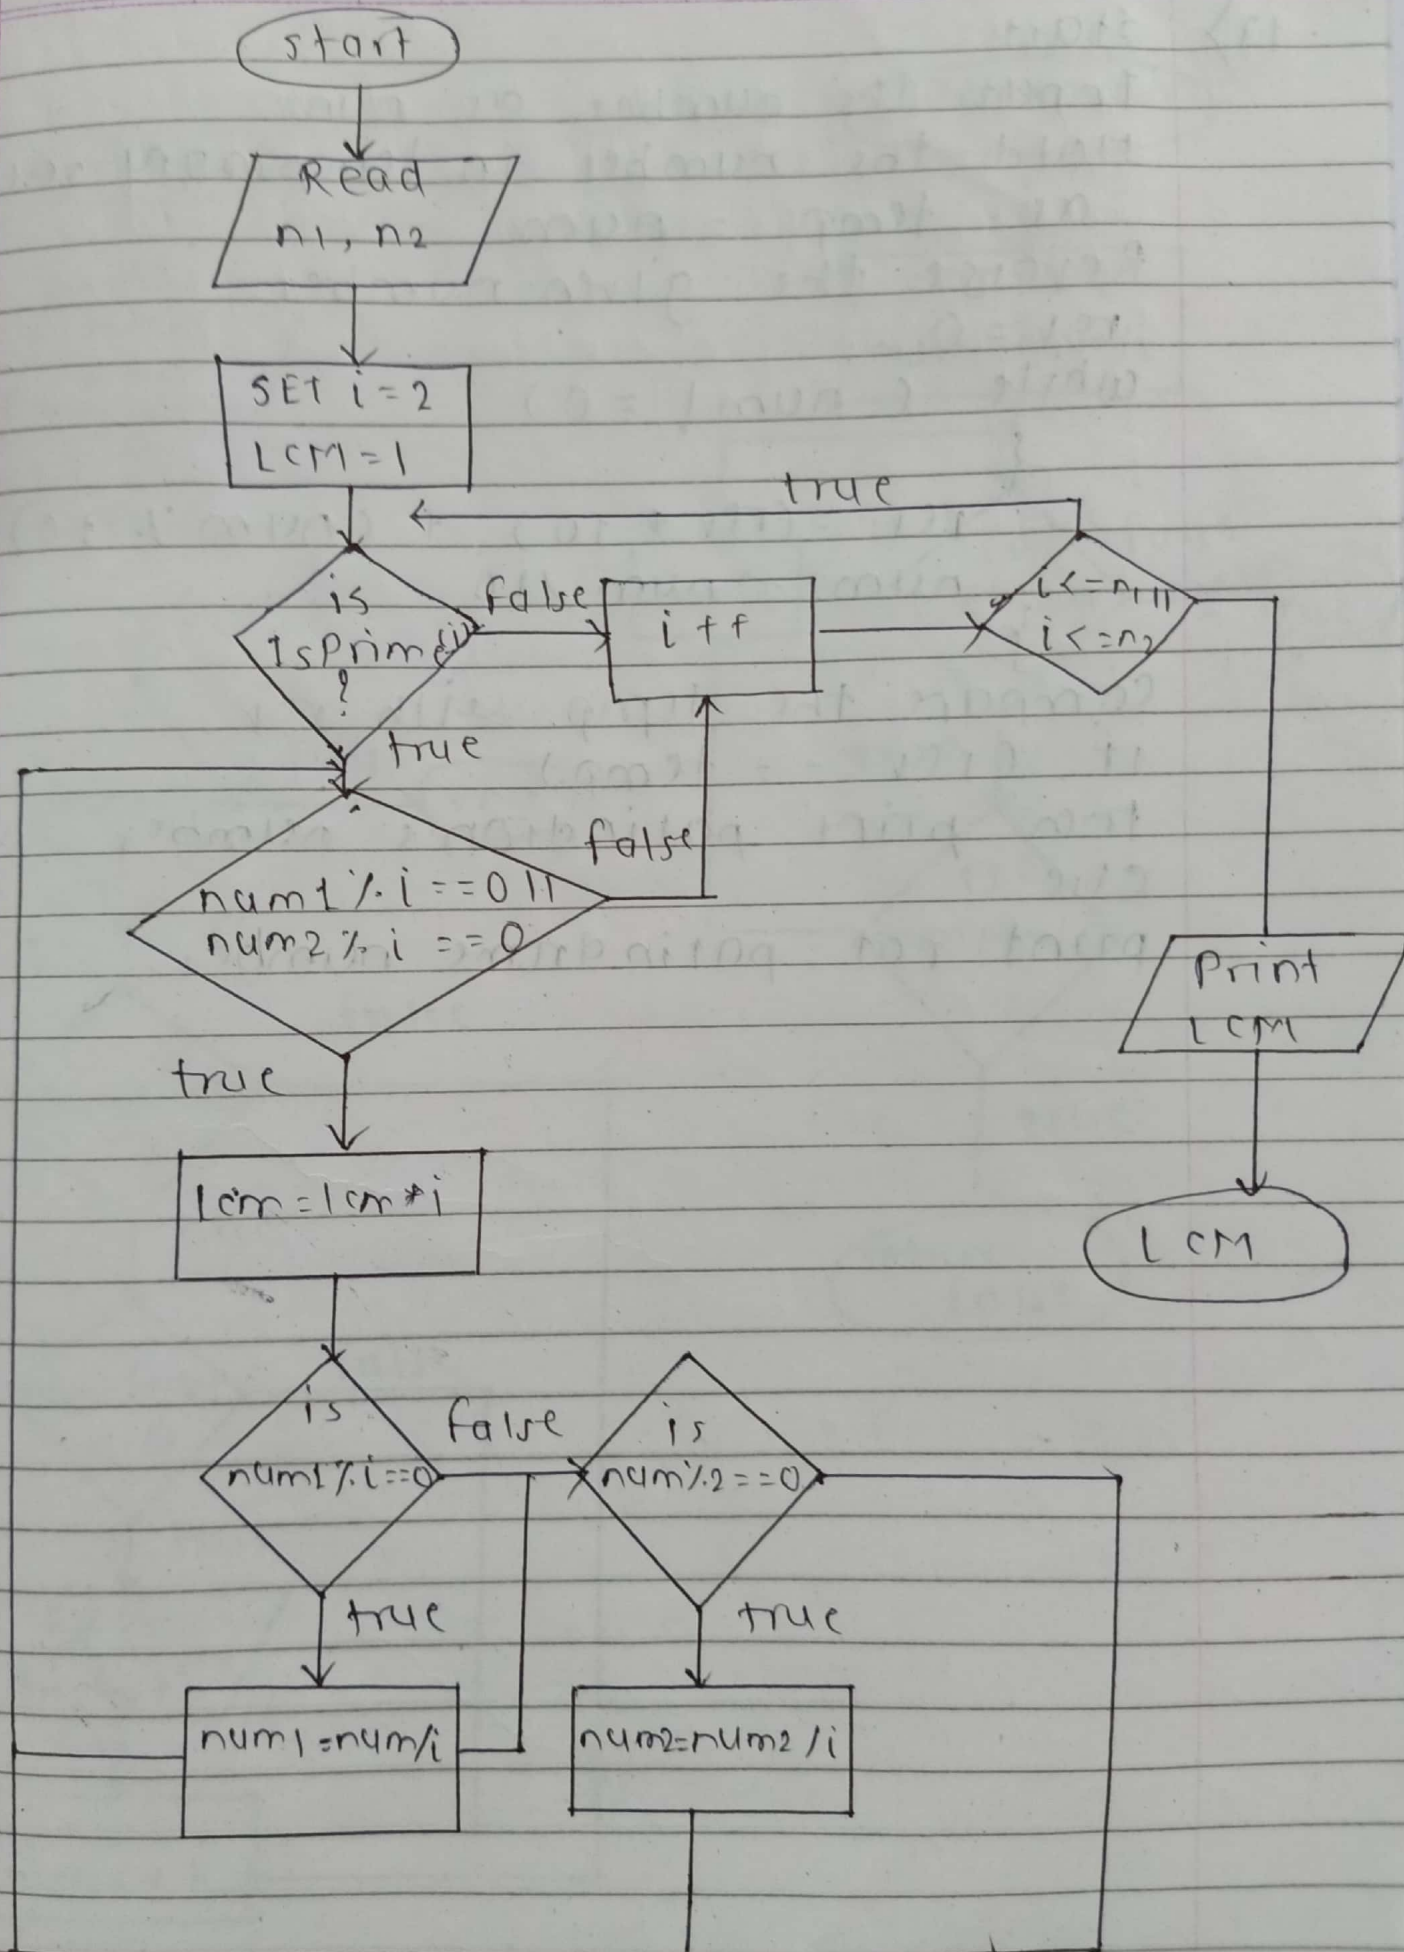 start
Read
n1, n2
SET i = 2
LCM = 1
true
is
IsPrime(i)
?
false
i ++
i<=n1 ||
i<=n2
true
false
num1 % i == 0 ||
num2 % i == 0
Print
LCM
true
lcm = lcm * i
LCM
is
num1 % i == 0
false
is
num%2 == 0
true
true
num1 = num/i
num2 = num2 / i